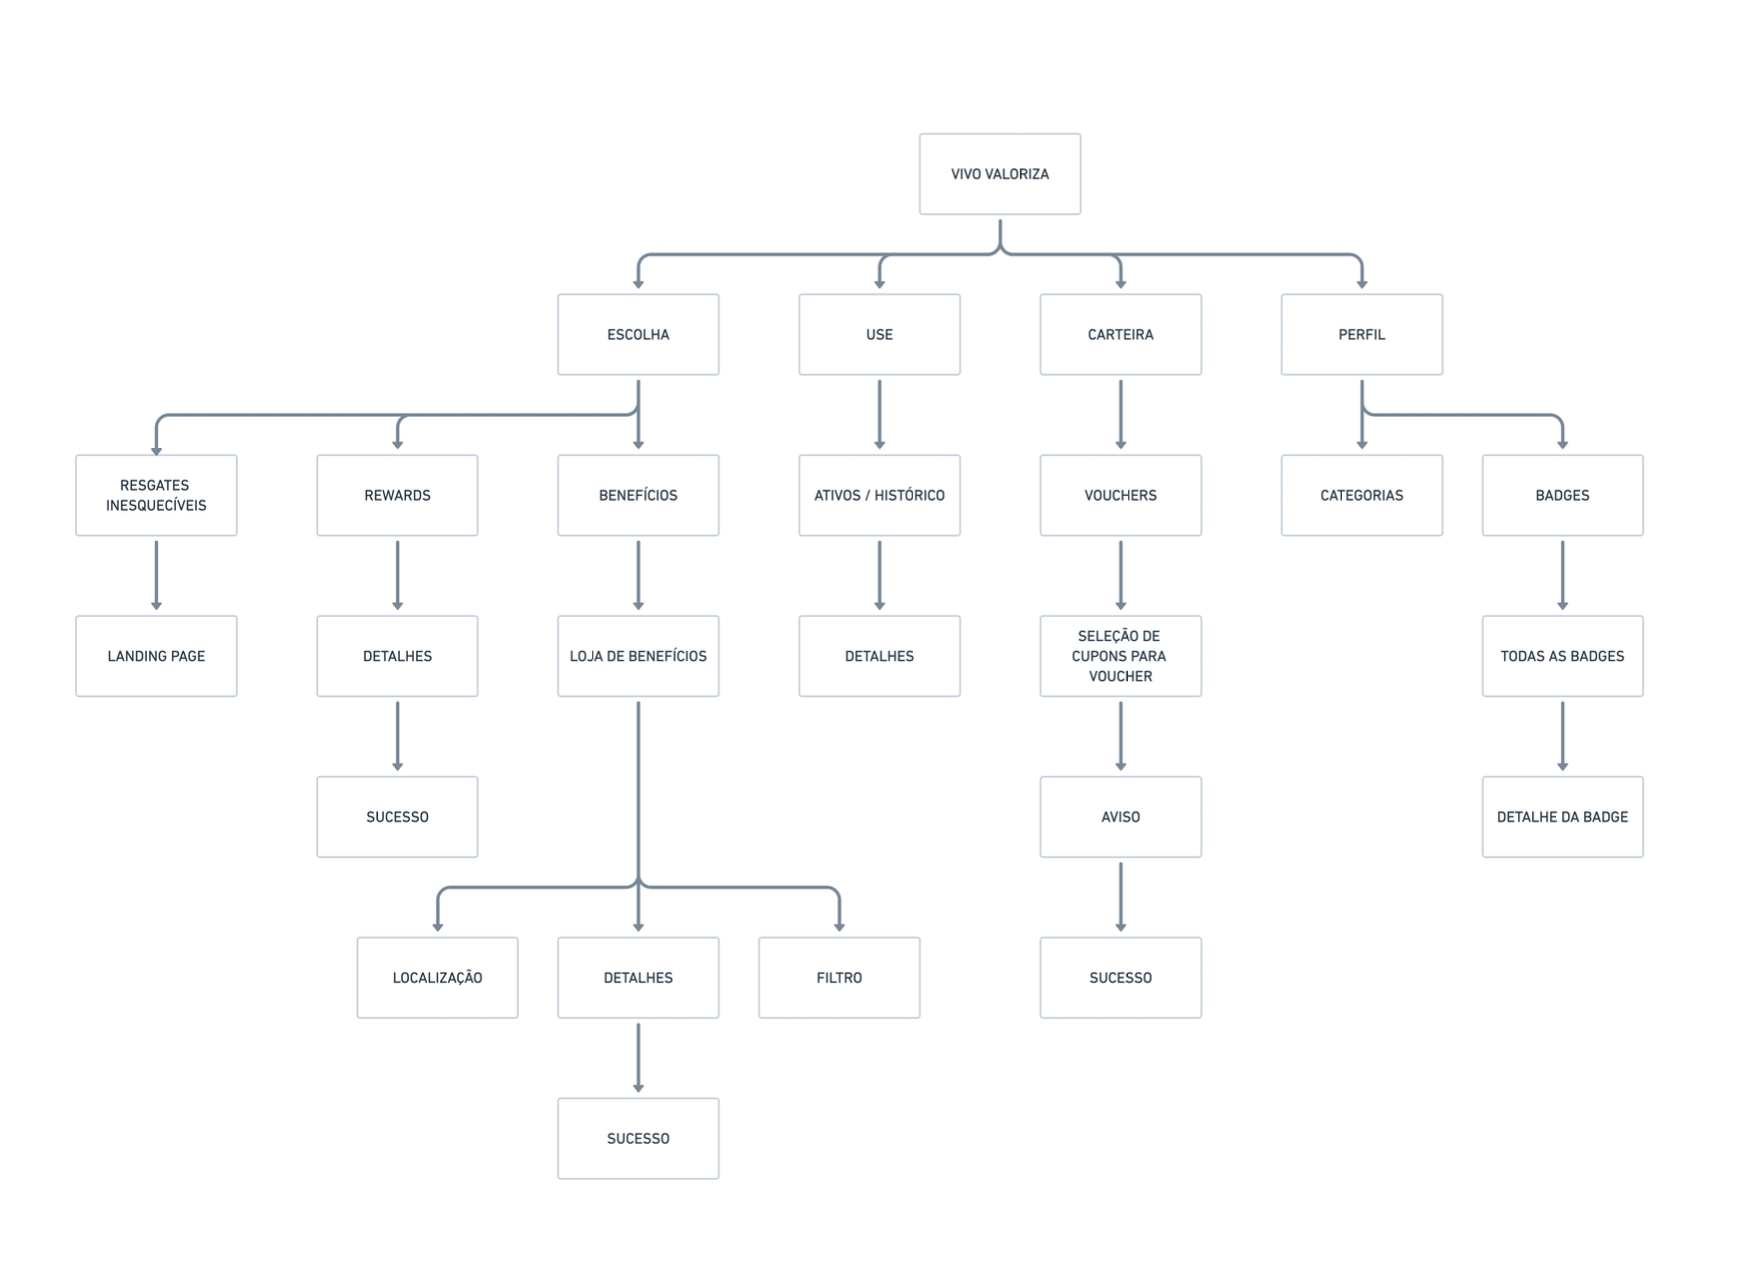 VIVO VALORIZA
ESCOLHA
USE
CARTEIRA
PERFIL
RESGATES
INESQUECÍVEIS
REWARDS
BENEFÍCIOS
ATIVOS / HISTÓRICO
VOUCHERS
CATEGORIAS
BADGES
LANDING PAGE
DETALHES
LOJA DE BENEFÍCIOS
DETALHES
SELEÇÃO DE
CUPONS PARA
VOUCHER
TODAS AS BADGES
SUCESSO
AVISO
DETALHE DA BADGE
LOCALIZAÇÃO
DETALHES
FILTRO
SUCESSO
SUCESSO